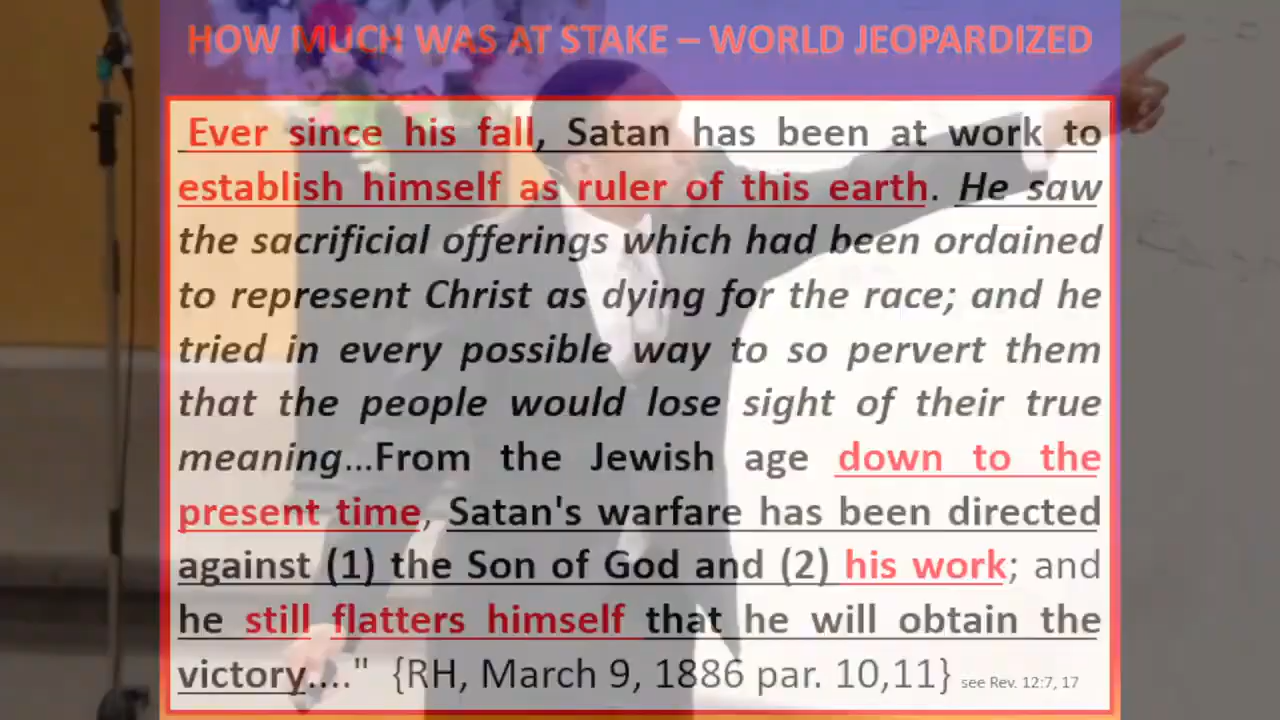 HOW MUCH WAS AT STAKE – WORLD JEOPARDIZED
Ever since his fall, Satan has been at work to
establish himself as ruler of this earth. He saw
the sacrificial offerings which had been ordained
to represent Christ as dying for the race; and he
tried in every possible way to so pervert them
that the people would lose sight of their true
meaning…From the Jewish age down to the
present time, Satan's warfare has been directed
against (1) the Son of God and (2) his work; and
he still flatters himself that he will obtain the
victory...." {RH, March 9, 1886 par. 10,11} see Rev. 12:7, 17